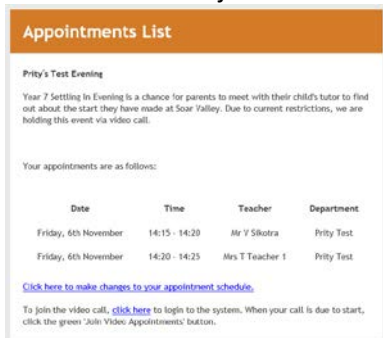 Appointments List
Prity's Test Evening
Year 7 Settling In Evening is a chance for parents to meet with their child's tutor to find
out about the start they have made at Soar Valley. Due to current restrictions, we are
holding this event via video call.
Your appointments are as follows:
Date Time Teacher Department
Friday, 6th November 14:15 - 14:20 Mr V Sikotra Prity Test
Friday, 6th November 14:20 - 14:25 Mrs T Teacher 1 Prity Test
Click here to make changes to your appointment schedule.
To join the video call, click here to login to the system. When your call is due to start,
click the green 'Join Video Appointments' button.